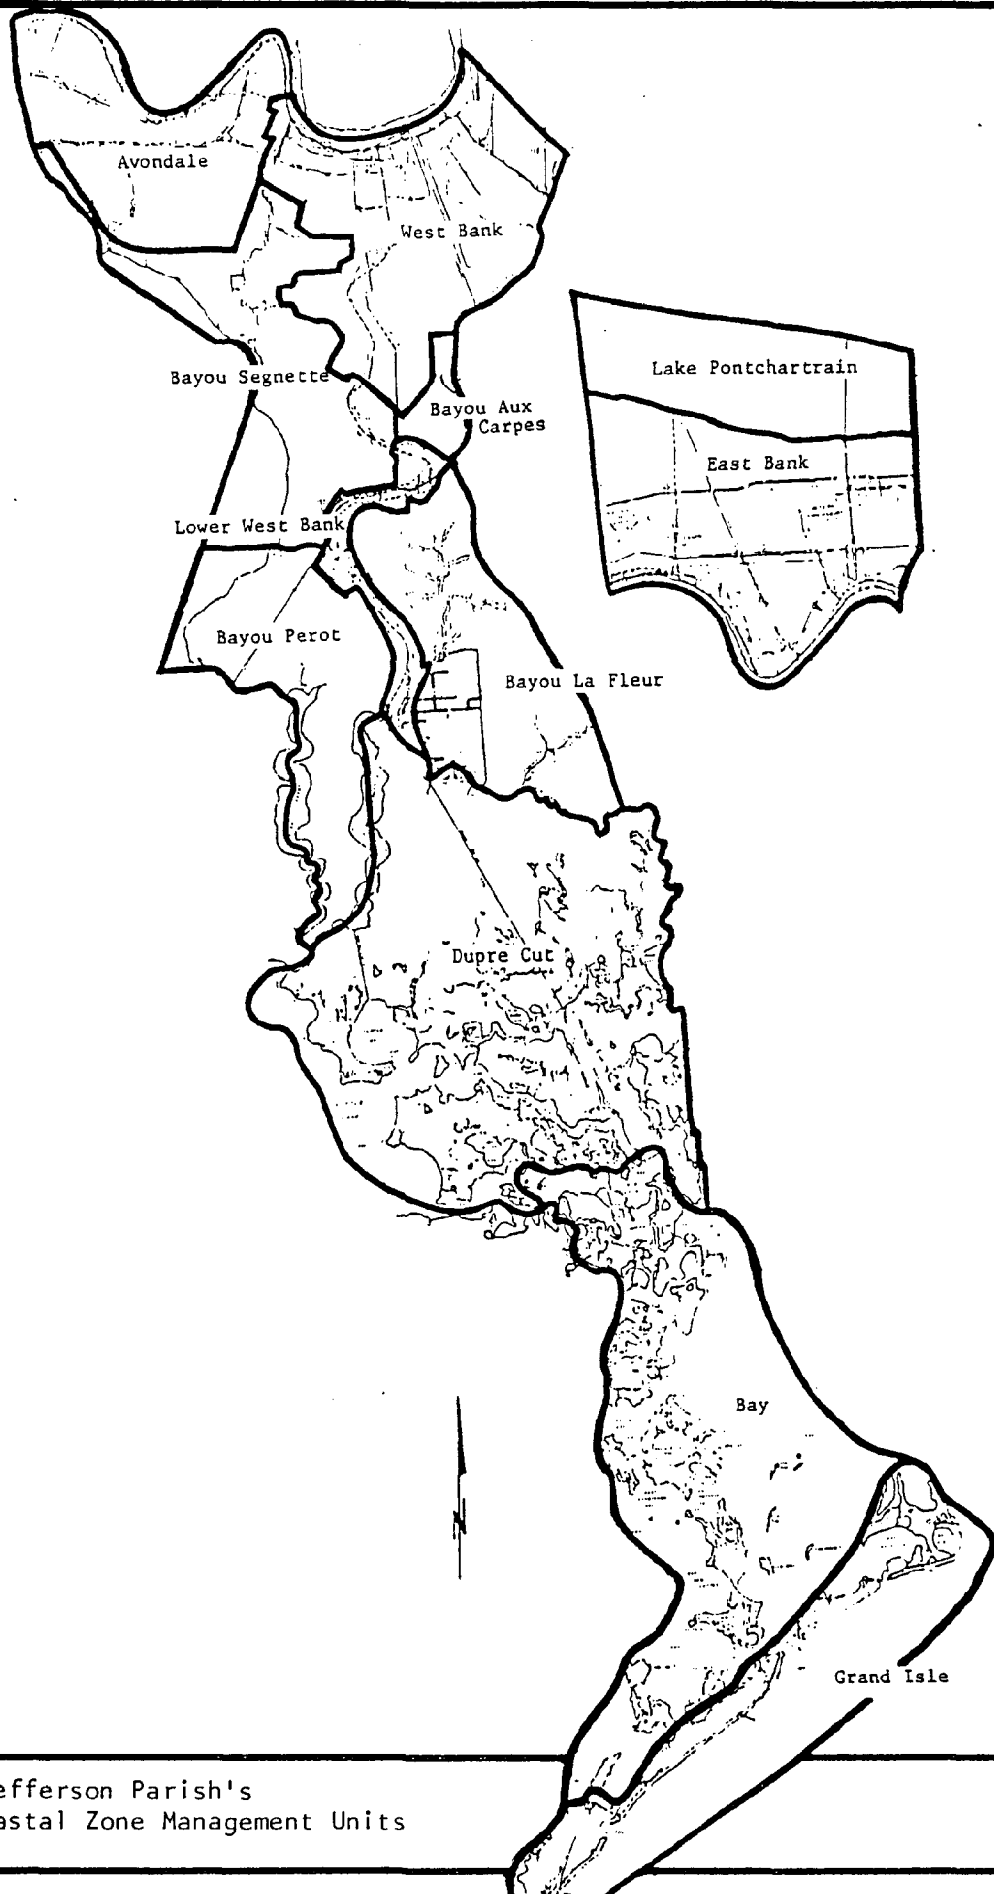 Avondale
West Bank
Lake Pontchartrain
Bayou Segnette
Bayou Aux
Carpes
East Bank
Lower West Bank
Bayou Perot
Bayou La Fleur
Dupre Cut
Bay
Grand Isle
efferson Parish's
astal Zone Management Units